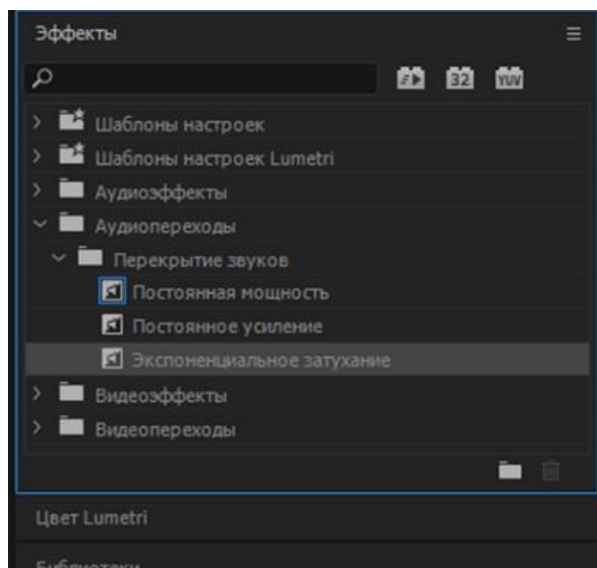 Эффекты
32 YUV
Шаблоны настроек
Шаблоны настроек Lumetri
Аудиоэффекты
Аудиопереходы
Перекрытие звуков
Постоянная мощность
Постоянное усиление
Экспоненциальное затухание
Видеоэффекты
Видеопереходы
Цвет Lumetri
Библиотеки